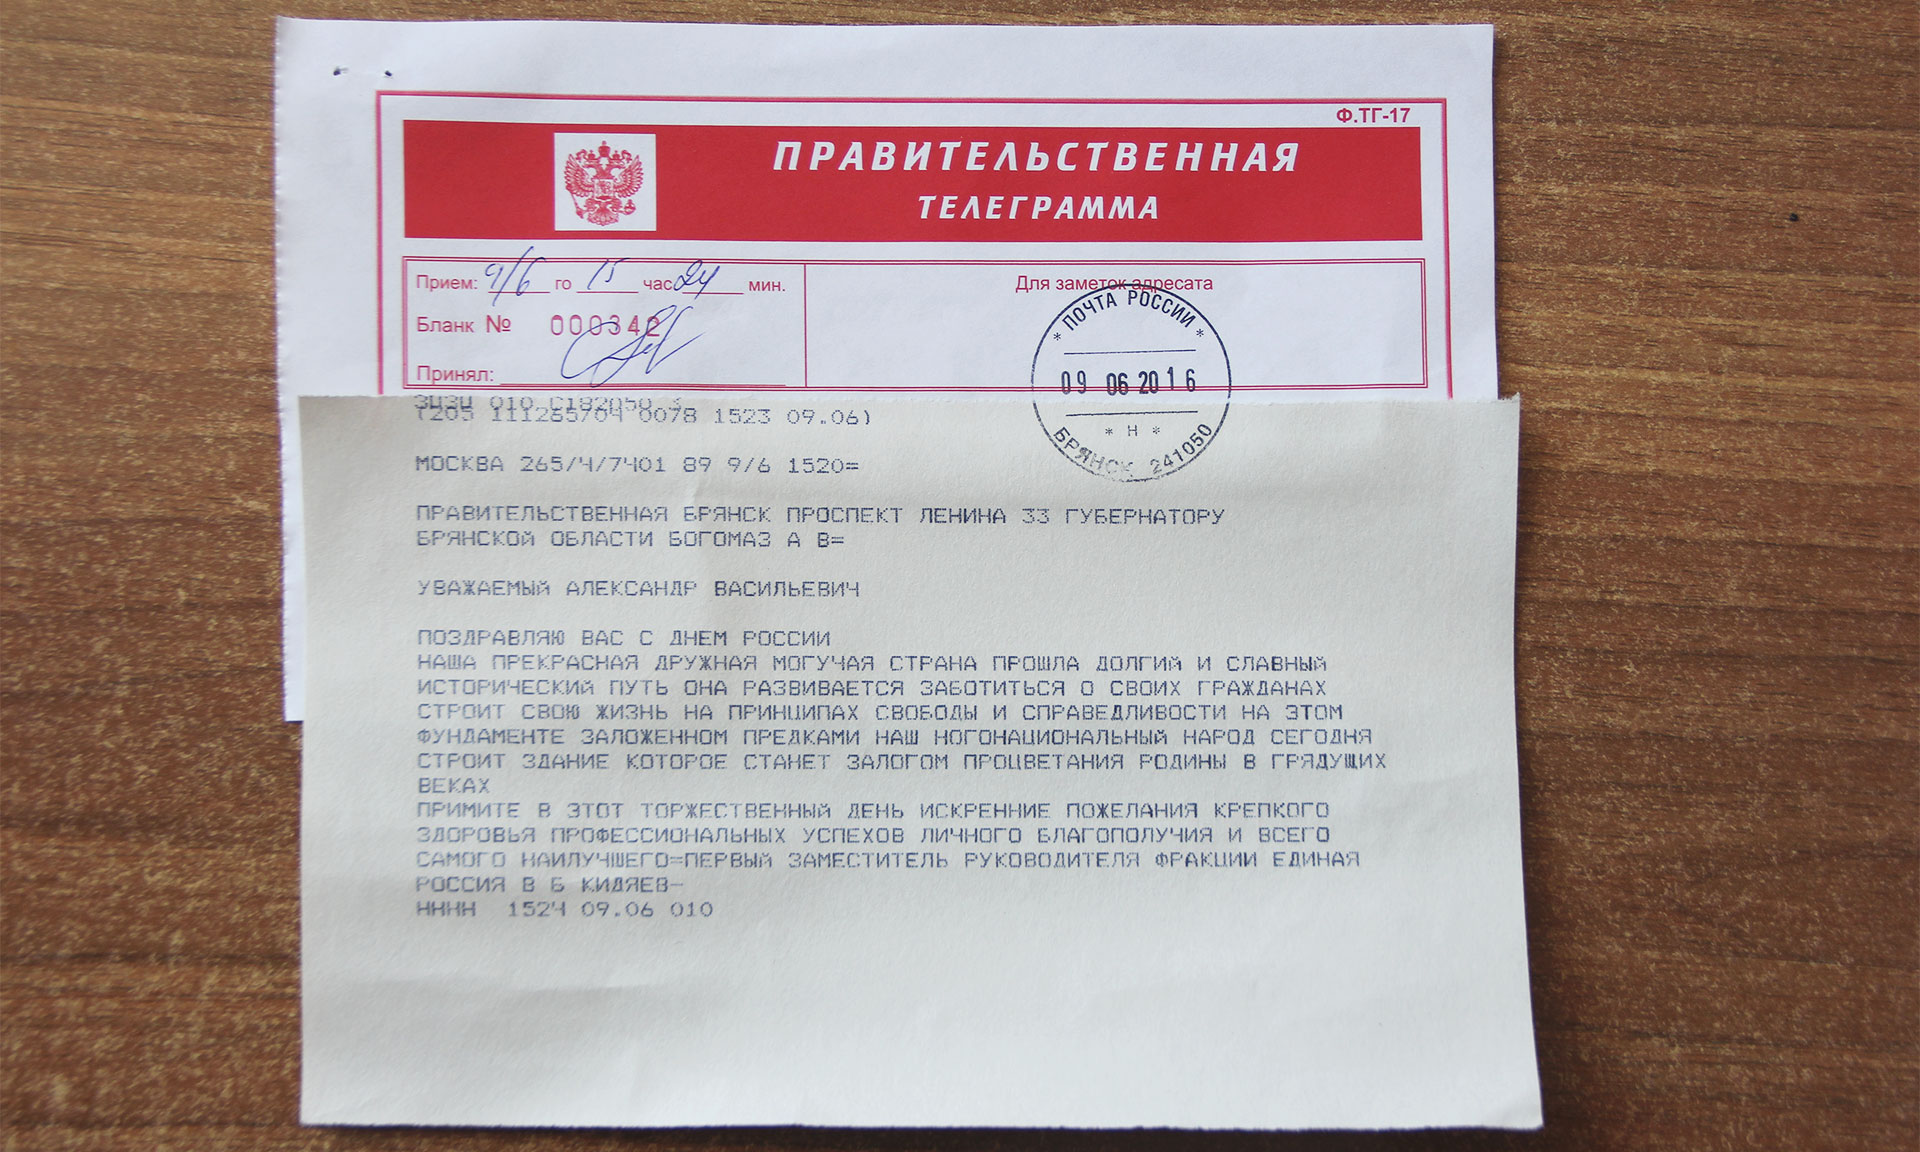 Ф.ТГ-17
ПРАВИТЕЛЬСТВЕННАЯ
ТЕЛЕГРАММА
Прием: 9/6 го 15 час 24 мин.
Бланк № 000342
Принял:
Для заметок адресата
* ПОЧТА РОССИИ *
09 06 2016
* Н *
БРЯНСК 241050
ЗЦЗЦ 010 С182050 3
(205 111265704 0078 1523 09.06)
МОСКВА 265/4/7401 89 9/6 1520=
ПРАВИТЕЛЬСТВЕННАЯ БРЯНСК ПРОСПЕКТ ЛЕНИНА 33 ГУБЕРНАТОРУ
БРЯНСКОЙ ОБЛАСТИ БОГОМАЗ А В=
УВАЖАЕМЫЙ АЛЕКСАНДР ВАСИЛЬЕВИЧ
ПОЗДРАВЛЯЮ ВАС С ДНЕМ РОССИИ
НАША ПРЕКРАСНАЯ ДРУЖНАЯ МОГУЧАЯ СТРАНА ПРОШЛА ДОЛГИЙ И СЛАВНЫЙ
ИСТОРИЧЕСКИЙ ПУТЬ ОНА РАЗВИВАЕТСЯ ЗАБОТИТЬСЯ О СВОИХ ГРАЖДАНАХ
СТРОИТ СВОЮ ЖИЗНЬ НА ПРИНЦИПАХ СВОБОДЫ И СПРАВЕДЛИВОСТИ НА ЭТОМ
ФУНДАМЕНТЕ ЗАЛОЖЕННОМ ПРЕДКАМИ НАШ НОГОНАЦИОНАЛЬНЫЙ НАРОД СЕГОДНЯ
СТРОИТ ЗДАНИЕ КОТОРОЕ СТАНЕТ ЗАЛОГОМ ПРОЦВЕТАНИЯ РОДИНЫ В ГРЯДУЩИХ
ВЕКАХ
ПРИМИТЕ В ЭТОТ ТОРЖЕСТВЕННЫЙ ДЕНЬ ИСКРЕННИЕ ПОЖЕЛАНИЯ КРЕПКОГО
ЗДОРОВЬЯ ПРОФЕССИОНАЛЬНЫХ УСПЕХОВ ЛИЧНОГО БЛАГОПОЛУЧИЯ И ВСЕГО
САМОГО НАИЛУЧШЕГО=ПЕРВЫЙ ЗАМЕСТИТЕЛЬ РУКОВОДИТЕЛЯ ФРАКЦИИ ЕДИНАЯ
РОССИЯ В Б КИДЯЕВ-
НННН 1524 09.06 010